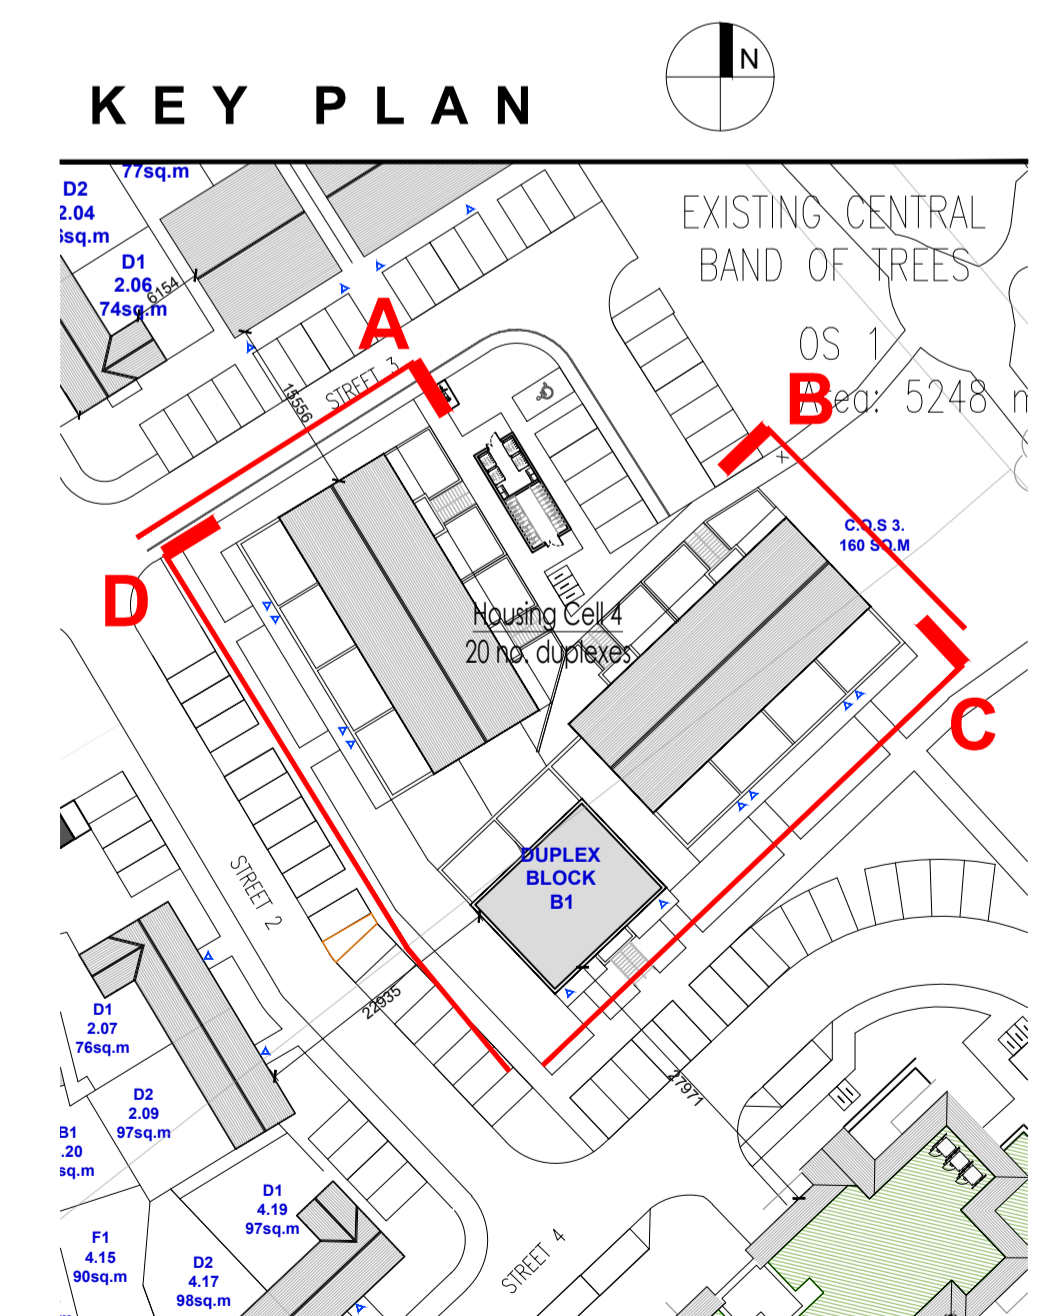 KEY PLAN
N
77sq.m
D2
2.04
sq.m
D1
2.06
74sq.m
6154
EXISTING CENTRAL
BAND OF TREES
OS 1
Area: 5248 m
A
STREET 3
15556
B
C.O.S 3.
160 SQ.M
D
Housing Cell 4
20 no. duplexes
C
DUPLEX
BLOCK
B1
STREET 2
22935
27971
D1
2.07
76sq.m
D2
2.09
97sq.m
B1
.20
sq.m
D1
4.19
97sq.m
F1
4.15
90sq.m
D2
4.17
98sq.m
STREET 4